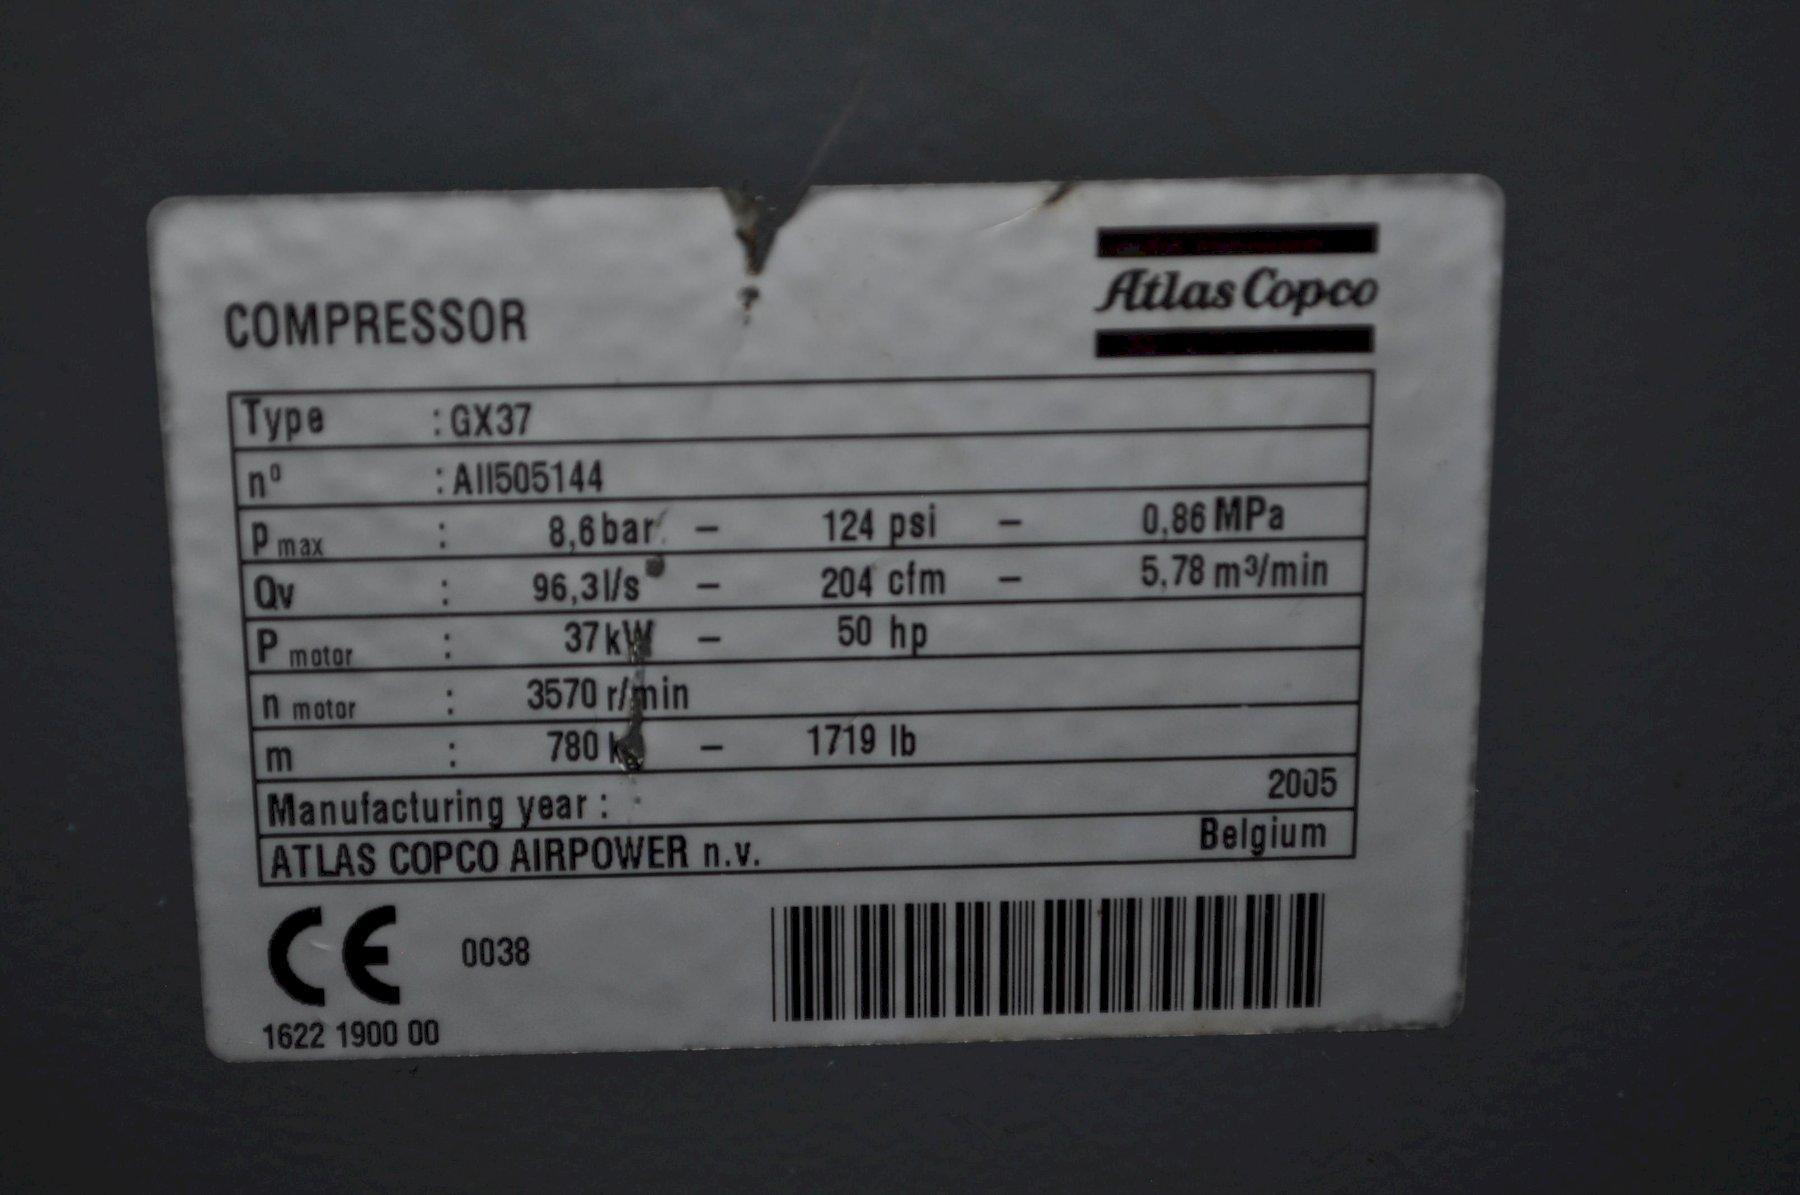 Atlas Copco
COMPRESSOR
Type : GX37
nº : AII505144
P max : 8,6 bar – 124 psi – 0,86 MPa
Qv : 96,3 l/s – 204 cfm – 5,78 m³/min
P motor : 37 kW – 50 hp
n motor : 3570 r/min
m : 780 kg – 1719 lb
Manufacturing year : 2005
ATLAS COPCO AIRPOWER n.v. Belgium
CE 0038
1622 1900 00